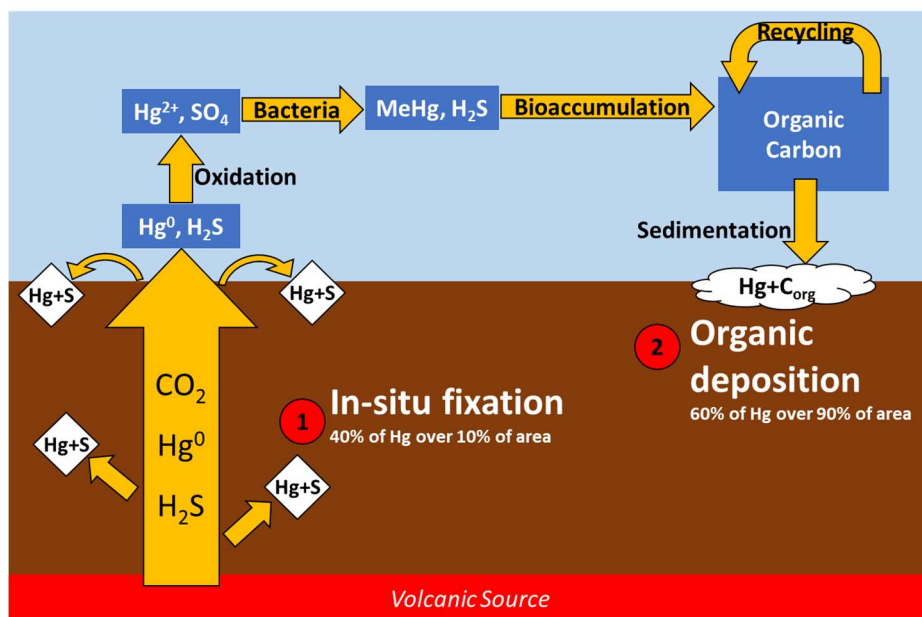 Recycling
Hg²⁺, SO₄
Bacteria
MeHg, H₂S
Bioaccumulation
Organic
Carbon
Oxidation
Hg⁰, H₂S
Sedimentation
Hg+S
Hg+S
Hg+Corg
CO₂
Hg⁰
H₂S
1
In-situ fixation
40% of Hg over 10% of area
2
Organic
deposition
60% of Hg over 90% of area
Hg+S
Hg+S
Volcanic Source